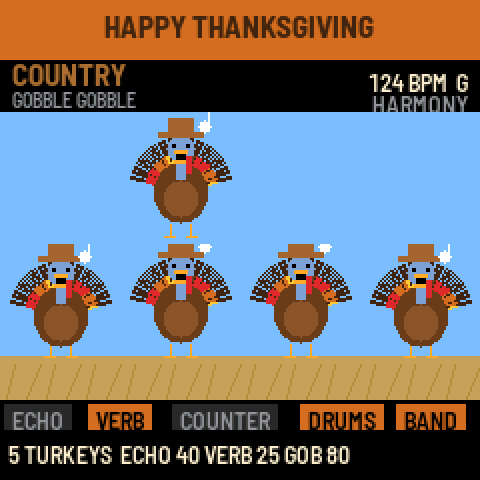 HAPPY THANKSGIVING
COUNTRY
GOBBLE GOBBLE
124 BPM G
HARMONY
ECHO VERB COUNTER DRUMS BAND
5 TURKEYS ECHO 40 VERB 25 GOB 80